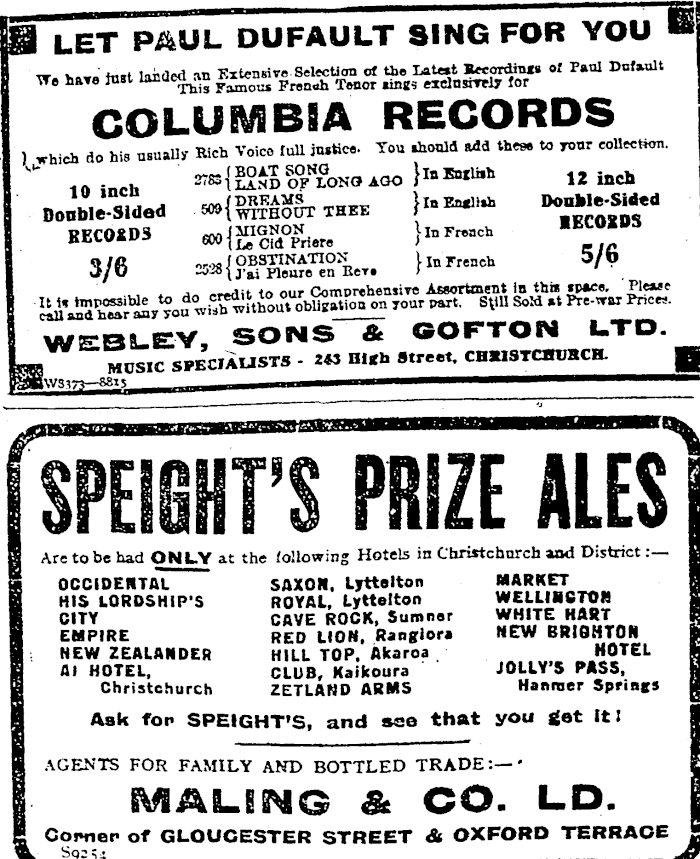 LET PAUL DUFAULT SING FOR YOU
We have just landed an Extensive Selection of the Latest Recordings of Paul Dufault
This Famous French Tenor sings exclusively for
COLUMBIA RECORDS
which do his usually Rich Voice full justice. You should add these to your collection.
10 inch
Double-Sided
RECORDS
3/6
2783 { BOAT SONG
LAND OF LONG AGO } In English
509 { DREAMS
WITHOUT THEE } In English
600 { MIGNON
Le Cid Priere } In French
2528 { OBSTINATION
J'ai Pleure en Reve } In French
12 inch
Double-Sided
RECORDS
5/6
It is impossible to do credit to our Comprehensive Assortment in this space. Please
call and hear any you wish without obligation on your part. Still Sold at Pre-war Prices.
WEBLEY, SONS & GOFTON LTD.
MUSIC SPECIALISTS - 243 High Street, CHRISTCHURCH.
WS373—8815
SPEIGHT'S PRIZE ALES
Are to be had ONLY at the following Hotels in Christchurch and District:—
OCCIDENTAL
HIS LORDSHIP'S
CITY
EMPIRE
NEW ZEALANDER
A1 HOTEL,
Christchurch
SAXON, Lyttelton
ROYAL, Lyttelton
CAVE ROCK, Sumner
RED LION, Rangiora
HILL TOP, Akaroa
CLUB, Kaikoura
ZETLAND ARMS
MARKET
WELLINGTON
WHITE HART
NEW BRIGHTON
HOTEL
JOLLY'S PASS,
Hanmer Springs
Ask for SPEIGHT'S, and see that you get it!
AGENTS FOR FAMILY AND BOTTLED TRADE:—
MALING & CO. LD.
Corner of GLOUCESTER STREET & OXFORD TERRACE
S9254